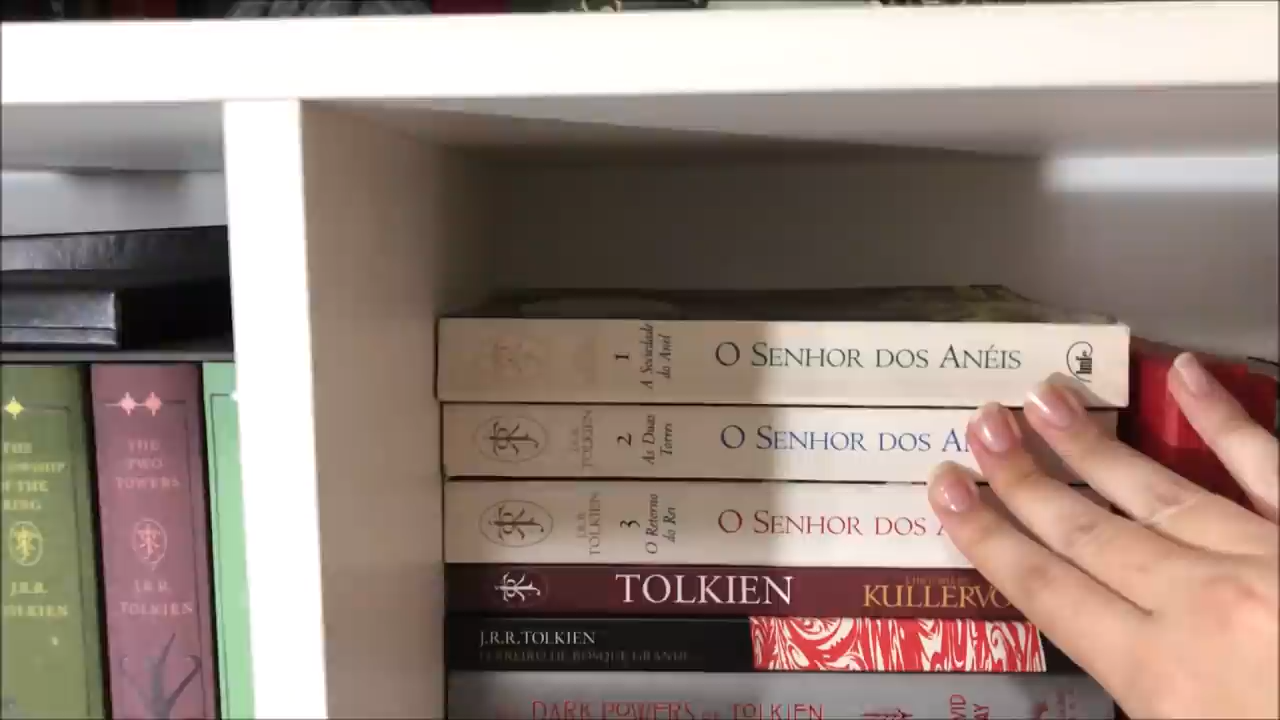 THE
OF THE
RING
J.R.R.
TOLKIEN
THE
TWO
TOWERS
J.R.R.
TOLKIEN
1
A Sociedade
do Anel
O SENHOR DOS ANÉIS
J.R.R.
TOLKIEN
2
As Duas
Torres
O SENHOR DOS
J.R.R.
TOLKIEN
3
O Retorno
do Rei
O SENHOR DOS
TOLKIEN
KULLERVO
J.R.R.TOLKIEN
FERREIRO DE BOSQUE GRANDE
DARK POWERS OF TOLKIEN